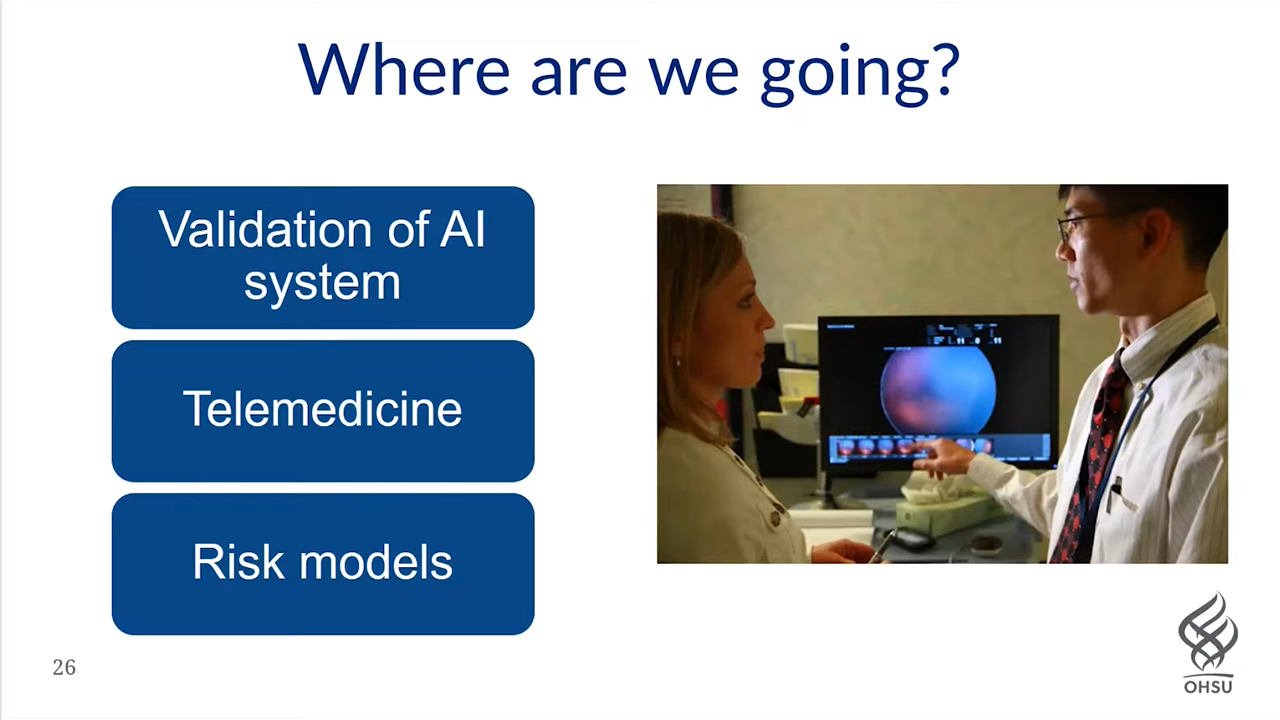 Where are we going?
Validation of AI
system
Telemedicine
Risk models
26
OHSU